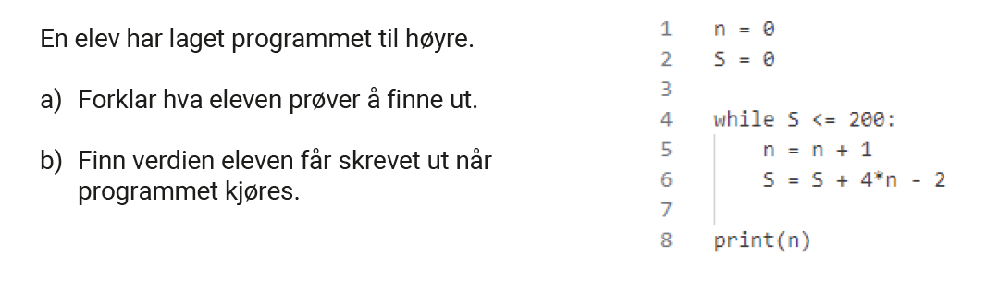 En elev har laget programmet til høyre.
a) Forklar hva eleven prøver å finne ut.
b) Finn verdien eleven får skrevet ut når
programmet kjøres.
1 n = 0
2 S = 0
3
4 while S <= 200:
5 n = n + 1
6 S = S + 4*n - 2
7
8 print(n)